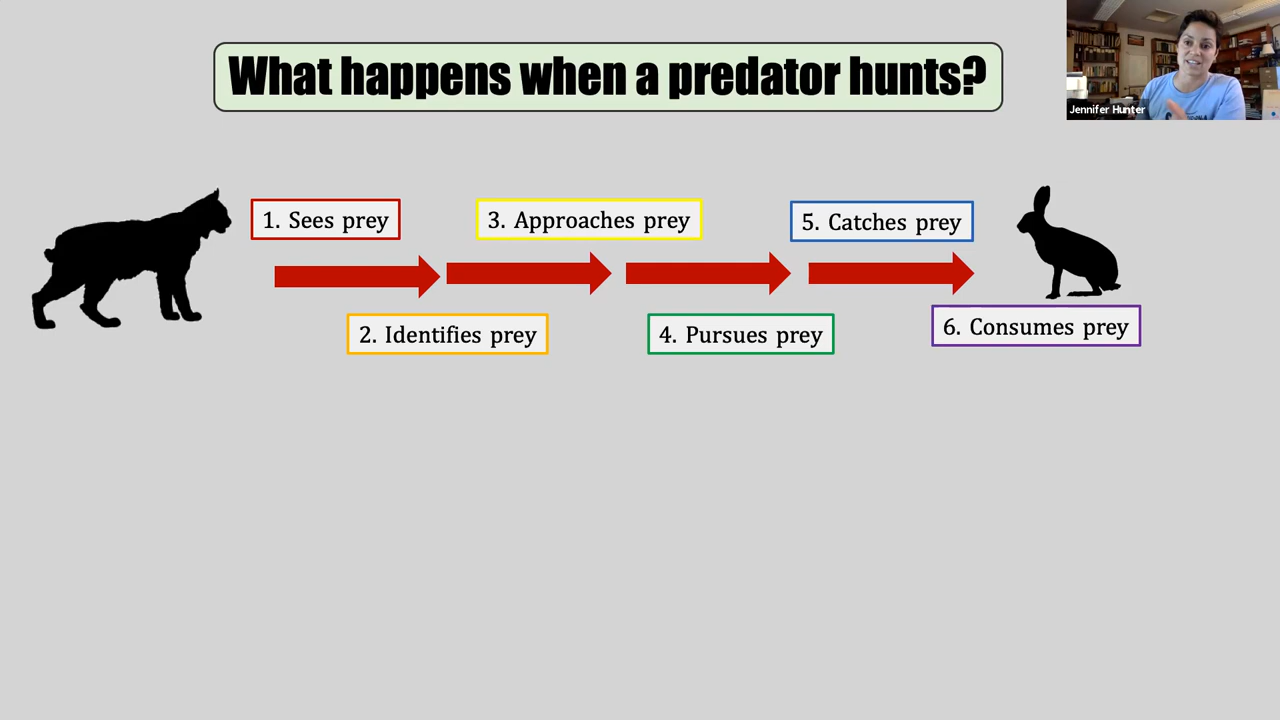 What happens when a predator hunts?
Jennifer Hunter
1. Sees prey
3. Approaches prey
5. Catches prey
2. Identifies prey
4. Pursues prey
6. Consumes prey